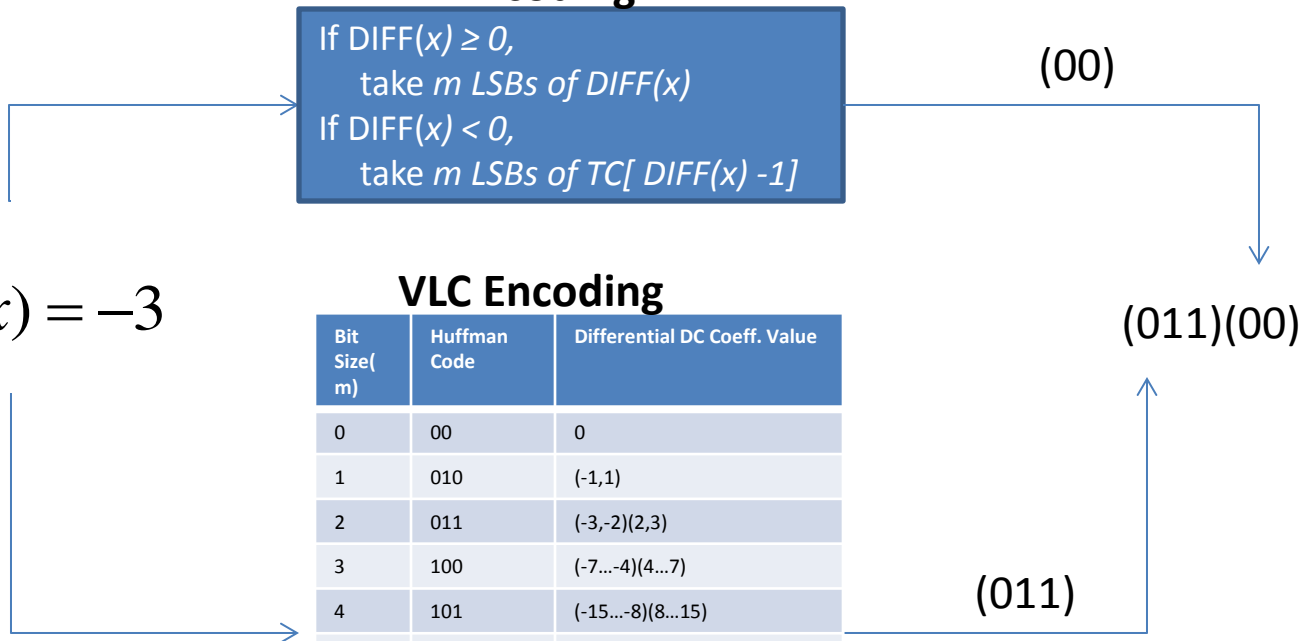 If DIFF(x) ≥ 0,
take m LSBs of DIFF(x)
If DIFF(x) < 0,
take m LSBs of TC[ DIFF(x) -1]
(00)
x) = −3
VLC Encoding
Bit Size( m) Huffman Code Differential DC Coeff. Value
0 00 0
1 010 (-1,1)
2 011 (-3,-2)(2,3)
3 100 (-7...-4)(4...7)
4 101 (-15...-8)(8...15)
(011)(00)
(011)